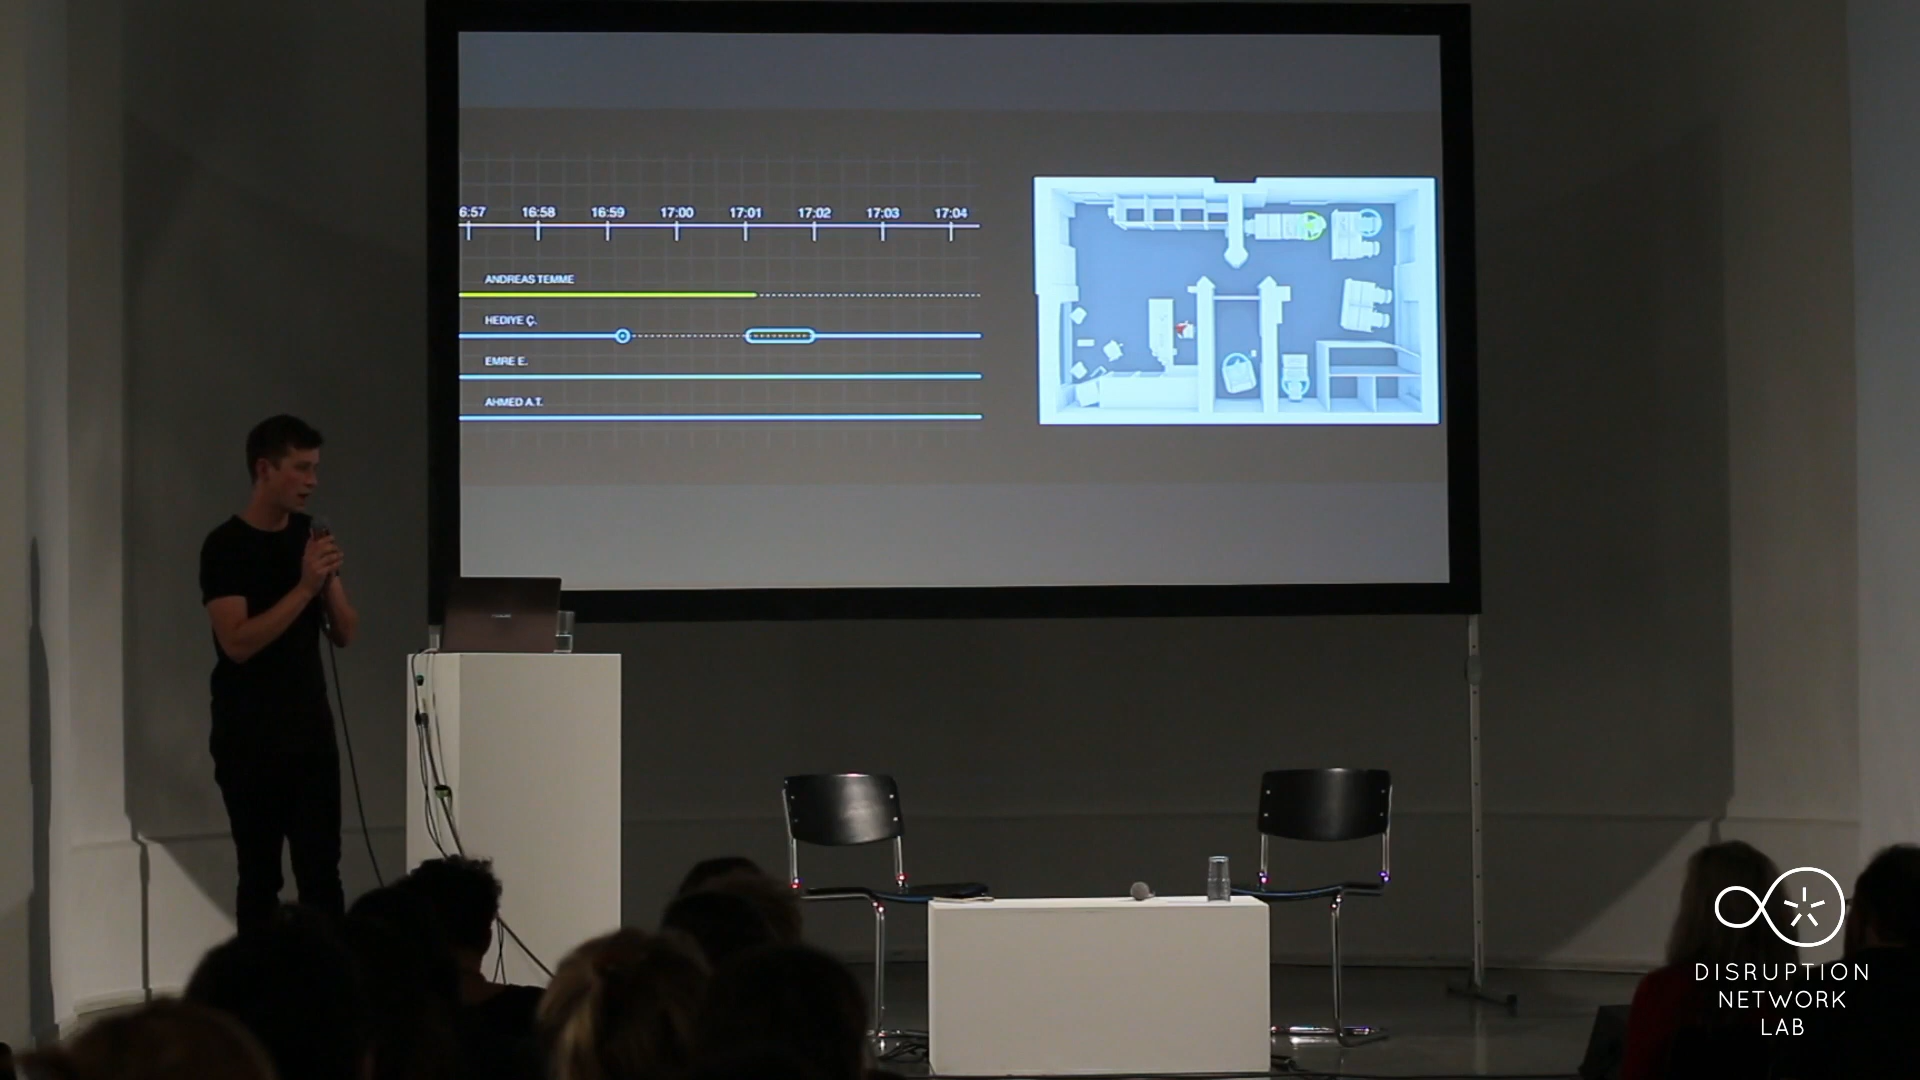 6:57 16:58 16:59 17:00 17:01 17:02 17:03 17:04
ANDREAS TEMME
HEDIYE Ç.
EMRE E.
AHMED A.T.
DISRUPTION
NETWORK
LAB